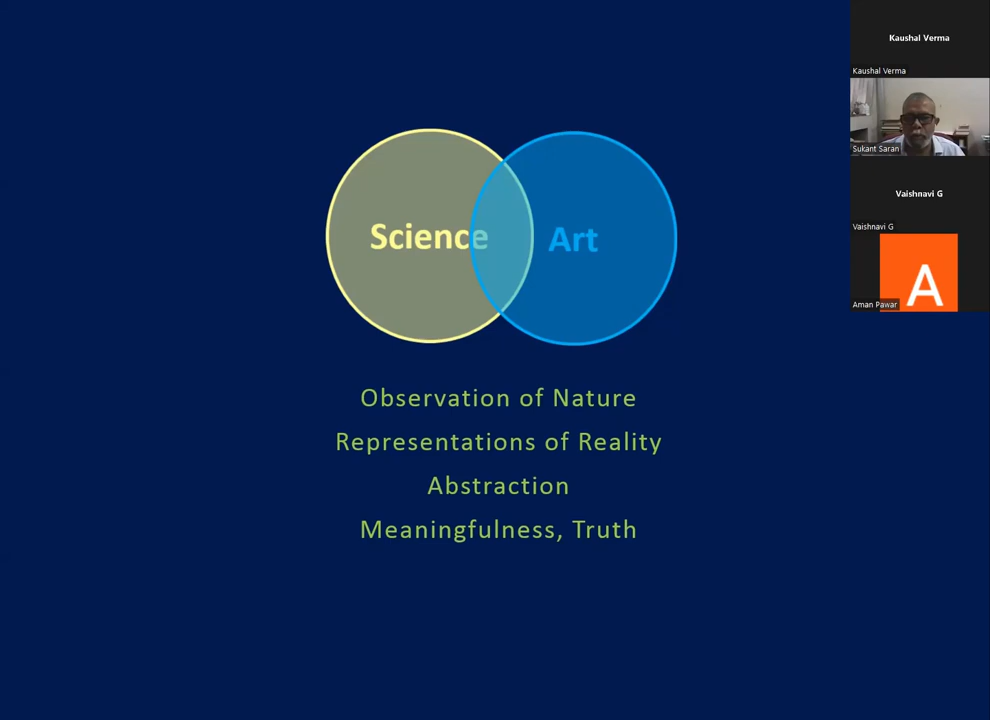 Science
Art
Observation of Nature
Representations of Reality
Abstraction
Meaningfulness, Truth
Kaushal Verma
Kaushal Verma
Sukant Saran
Vaishnavi G
Vaishnavi G
A
Aman Pawar